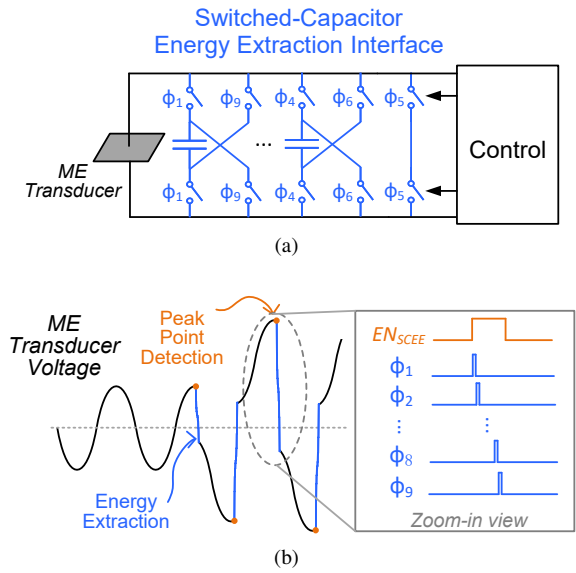 Switched-Capacitor
Energy Extraction Interface
ϕ1 ϕ9 ϕ4 ϕ6 ϕ5
...
Control
ME
Transducer
ϕ1 ϕ9 ϕ4 ϕ6 ϕ5
(a)
ME
Transducer
Voltage
Peak
Point
Detection
Energy
Extraction
ENSCEE
ϕ1
ϕ2
⋮ ⋮
ϕ8
ϕ9
Zoom-in view
(b)